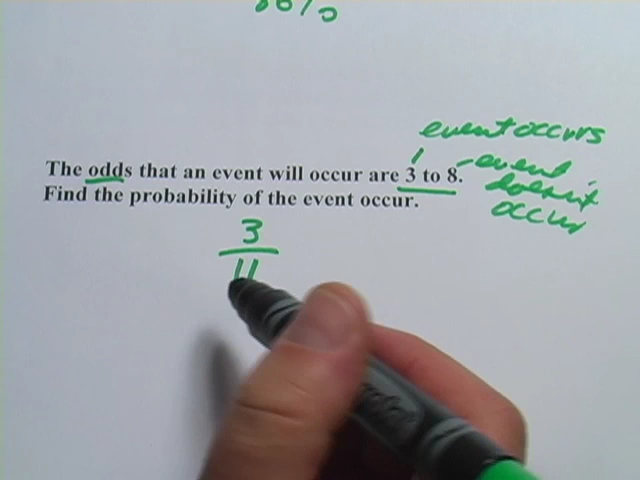 event occurs
The odds that an event will occur are 3 to 8.
event
doesn't
occur
Find the probability of the event occur.
3
11